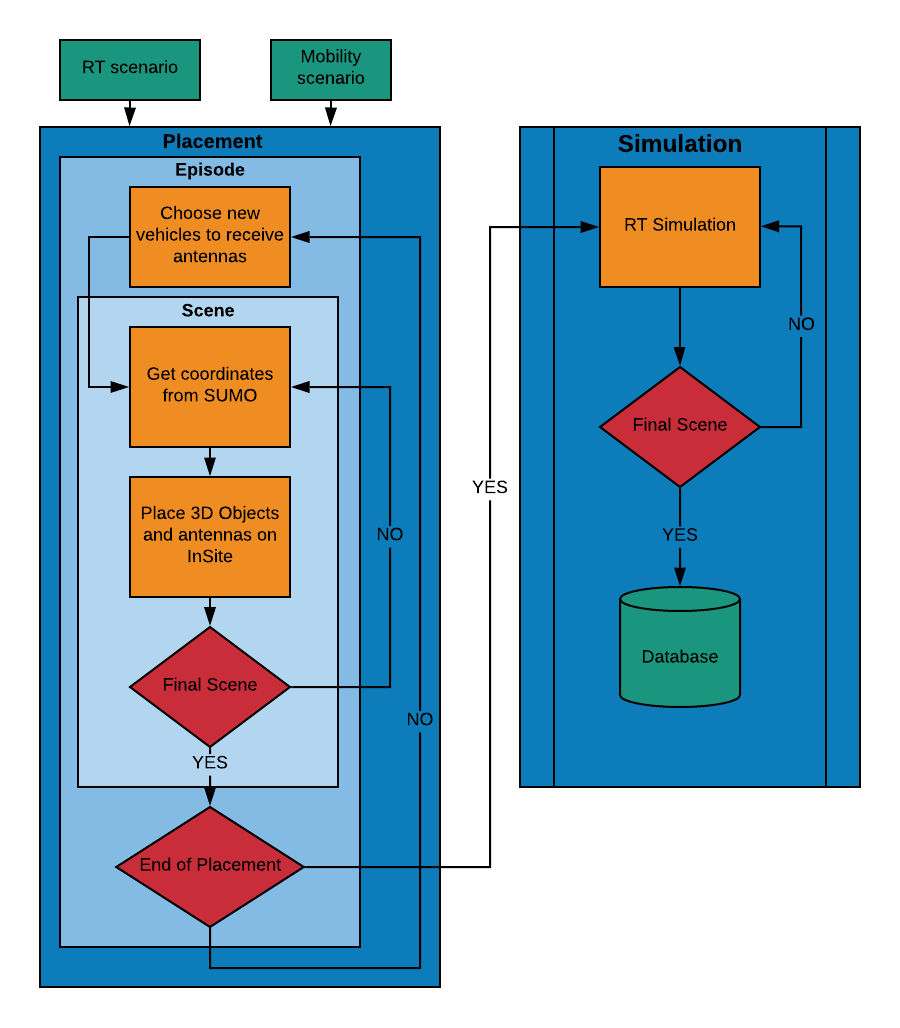 RT scenario
Mobility
scenario
Placement
Episode
Choose new
vehicles to receive
antennas
Scene
Get coordinates
from SUMO
Place 3D Objects
and antennas on
InSite
NO
Final Scene
NO
YES
End of Placement
YES
Simulation
RT Simulation
NO
Final Scene
YES
Database